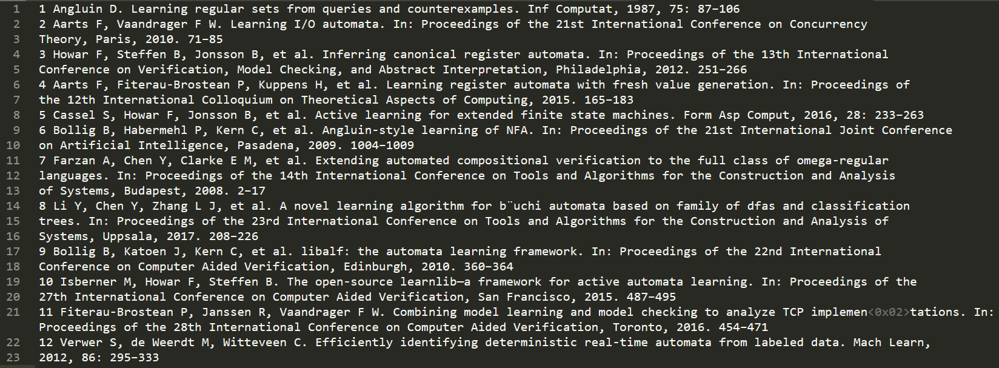 1 1 Angluin D. Learning regular sets from queries and counterexamples. Inf Computat, 1987, 75: 87–106
2 2 Aarts F, Vaandrager F W. Learning I/O automata. In: Proceedings of the 21st International Conference on Concurrency
3 Theory, Paris, 2010. 71–85
4 3 Howar F, Steffen B, Jonsson B, et al. Inferring canonical register automata. In: Proceedings of the 13th International
5 Conference on Verification, Model Checking, and Abstract Interpretation, Philadelphia, 2012. 251–266
6 4 Aarts F, Fiterau-Brostean P, Kuppens H, et al. Learning register automata with fresh value generation. In: Proceedings of
7 the 12th International Colloquium on Theoretical Aspects of Computing, 2015. 165–183
8 5 Cassel S, Howar F, Jonsson B, et al. Active learning for extended finite state machines. Form Asp Comput, 2016, 28: 233–263
9 6 Bollig B, Habermehl P, Kern C, et al. Angluin-style learning of NFA. In: Proceedings of the 21st International Joint Conference
10 on Artificial Intelligence, Pasadena, 2009. 1004–1009
11 7 Farzan A, Chen Y, Clarke E M, et al. Extending automated compositional verification to the full class of omega-regular
12 languages. In: Proceedings of the 14th International Conference on Tools and Algorithms for the Construction and Analysis
13 of Systems, Budapest, 2008. 2–17
14 8 Li Y, Chen Y, Zhang L J, et al. A novel learning algorithm for b¨uchi automata based on family of dfas and classification
15 trees. In: Proceedings of the 23rd International Conference on Tools and Algorithms for the Construction and Analysis of
16 Systems, Uppsala, 2017. 208–226
17 9 Bollig B, Katoen J, Kern C, et al. libalf: the automata learning framework. In: Proceedings of the 22nd International
18 Conference on Computer Aided Verification, Edinburgh, 2010. 360–364
19 10 Isberner M, Howar F, Steffen B. The open-source learnlib—a framework for active automata learning. In: Proceedings of the
20 27th International Conference on Computer Aided Verification, San Francisco, 2015. 487–495
21 11 Fiterau-Brostean P, Janssen R, Vaandrager F W. Combining model learning and model checking to analyze TCP implemen<0x02>tations. In:
Proceedings of the 28th International Conference on Computer Aided Verification, Toronto, 2016. 454–471
22 12 Verwer S, de Weerdt M, Witteveen C. Efficiently identifying deterministic real-time automata from labeled data. Mach Learn,
23 2012, 86: 295–333